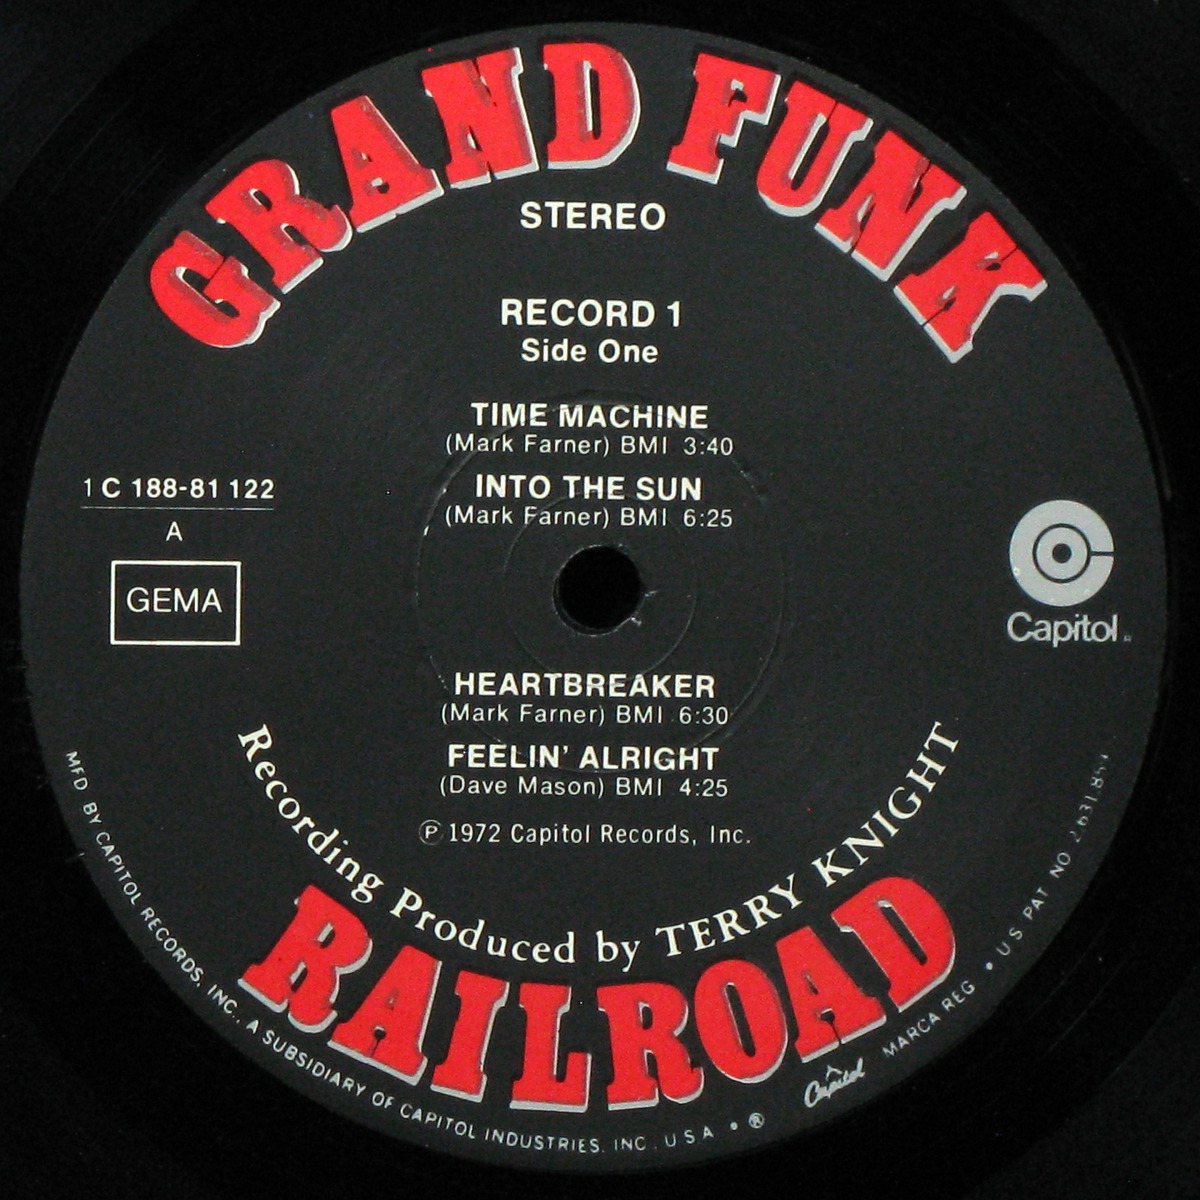 GRAND FUNK
STEREO
RECORD 1
Side One
TIME MACHINE
(Mark Farner) BMI 3:40
INTO THE SUN
(Mark Farner) BMI 6:25
1 C 188-81 122
A
GEMA
Capitol
HEARTBREAKER
(Mark Farner) BMI 6:30
FEELIN' ALRIGHT
(Dave Mason) BMI 4:25
℗ 1972 Capitol Records, Inc.
Recording Produced by TERRY KNIGHT
RAILROAD
MFD BY CAPITOL RECORDS, INC., A SUBSIDIARY OF CAPITOL INDUSTRIES, INC., U S A • ® Capitol MARCA REG • U S PAT NO